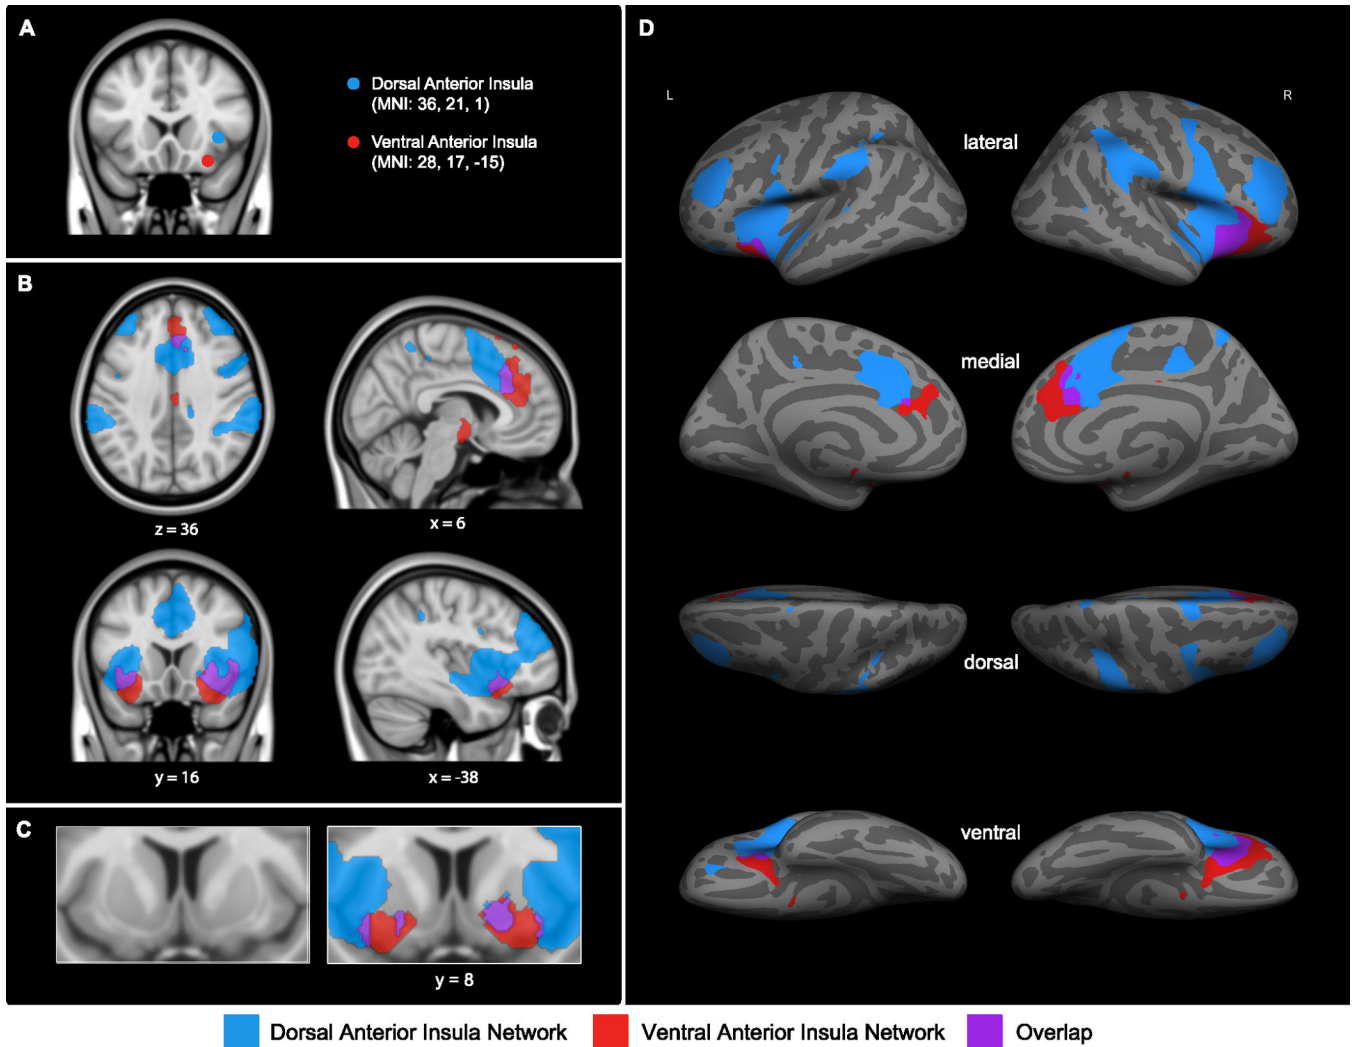 A
Dorsal Anterior Insula
(MNI: 36, 21, 1)
Ventral Anterior Insula
(MNI: 28, 17, -15)
B
z = 36
x = 6
y = 16
x = -38
C
y = 8
D
L
R
lateral
medial
dorsal
ventral
Dorsal Anterior Insula Network
Ventral Anterior Insula Network
Overlap